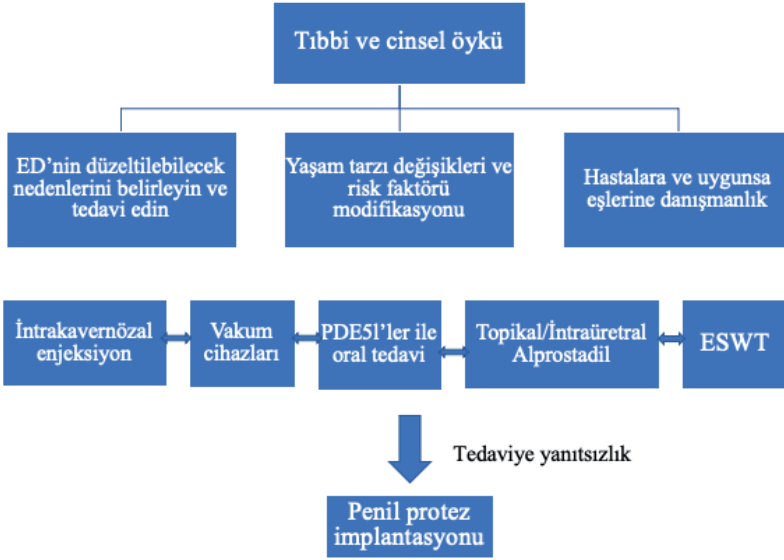 Tıbbi ve cinsel öykü
ED’nin düzeltilebilecek
nedenlerini belirleyin ve
tedavi edin
Yaşam tarzı değişikleri ve
risk faktörü
modifikasyonu
Hastalara ve uygunsa
eşlerine danışmanlık
İntrakavernözal
enjeksiyon
Vakum
cihazları
PDE5l’ler ile
oral tedavi
Topikal/İntraüretral
Alprostadil
ESWT
Tedaviye yanıtsızlık
Penil protez
implantasyonu